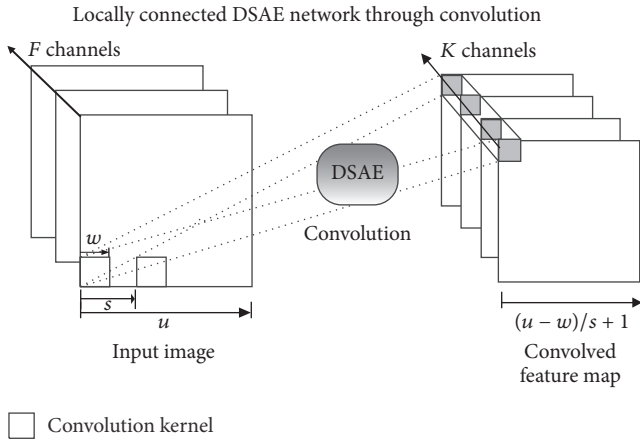 Locally connected DSAE network through convolution
F channels
K channels
DSAE
Convolution
w
s
u
Input image
(u − w)/s + 1
Convolved
feature map
Convolution kernel